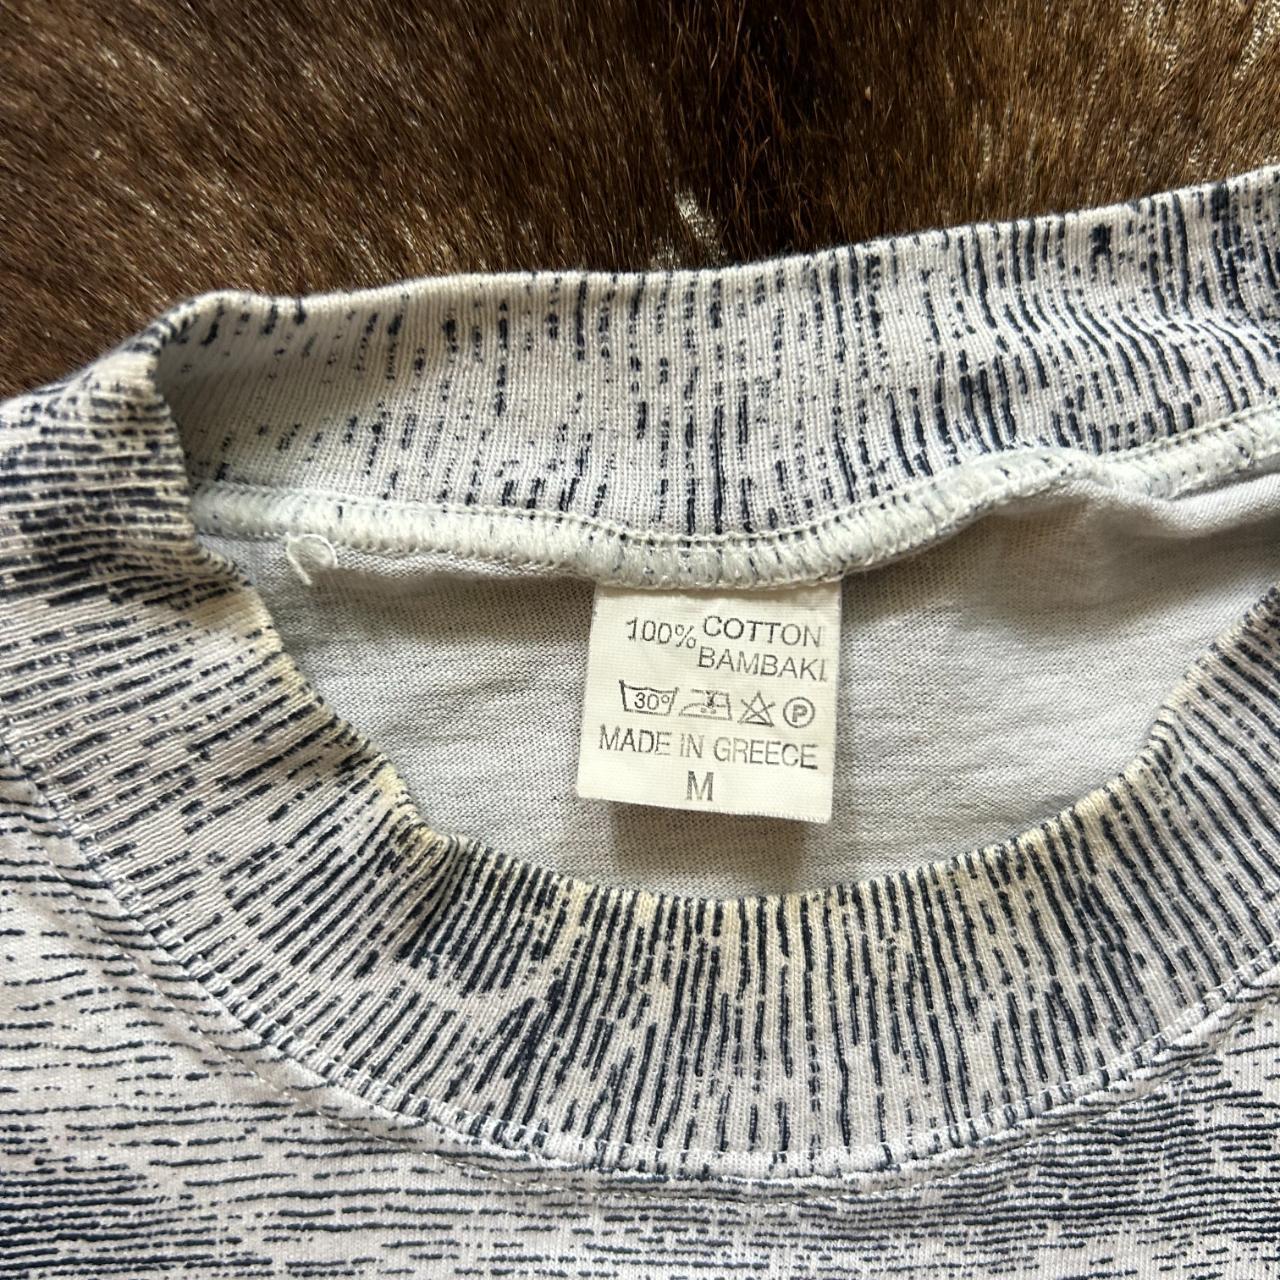 100% COTTON
BAMBAKI
30° P
MADE IN GREECE
M